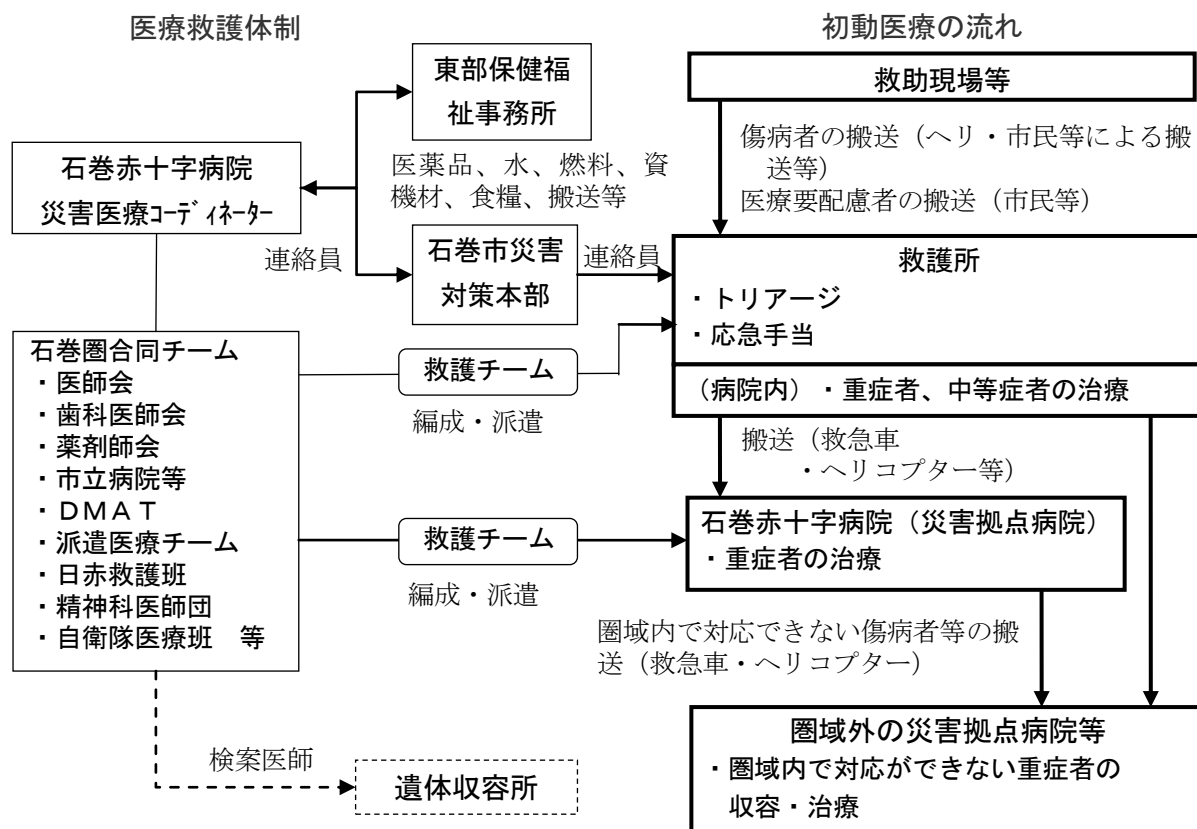 医療救護体制
初動医療の流れ
東部保健福
祉事務所
救助現場等
傷病者の搬送(ヘリ・市民等による搬
送等)
医療要配慮者の搬送(市民等)
石巻赤十字病院
災害医療ｺｰﾃﾞｨﾈｰﾀｰ
医薬品、水、燃料、資
機材、食糧、搬送等
連絡員
石巻市災害
対策本部
連絡員
救護所
・トリアージ
・応急手当
(病院内)・重症者、中等症者の治療
石巻圏合同チーム
・医師会
・歯科医師会
・薬剤師会
・市立病院等
・ＤＭＡＴ
・派遣医療チーム
・日赤救護班
・精神科医師団
・自衛隊医療班　等
救護チーム
編成・派遣
搬送(救急車
・ヘリコプター等)
救護チーム
編成・派遣
石巻赤十字病院(災害拠点病院)
・重症者の治療
圏域内で対応できない傷病者等の搬
送(救急車・ヘリコプター)
検案医師
遺体収容所
圏域外の災害拠点病院等
・圏域内で対応ができない重症者の
収容・治療